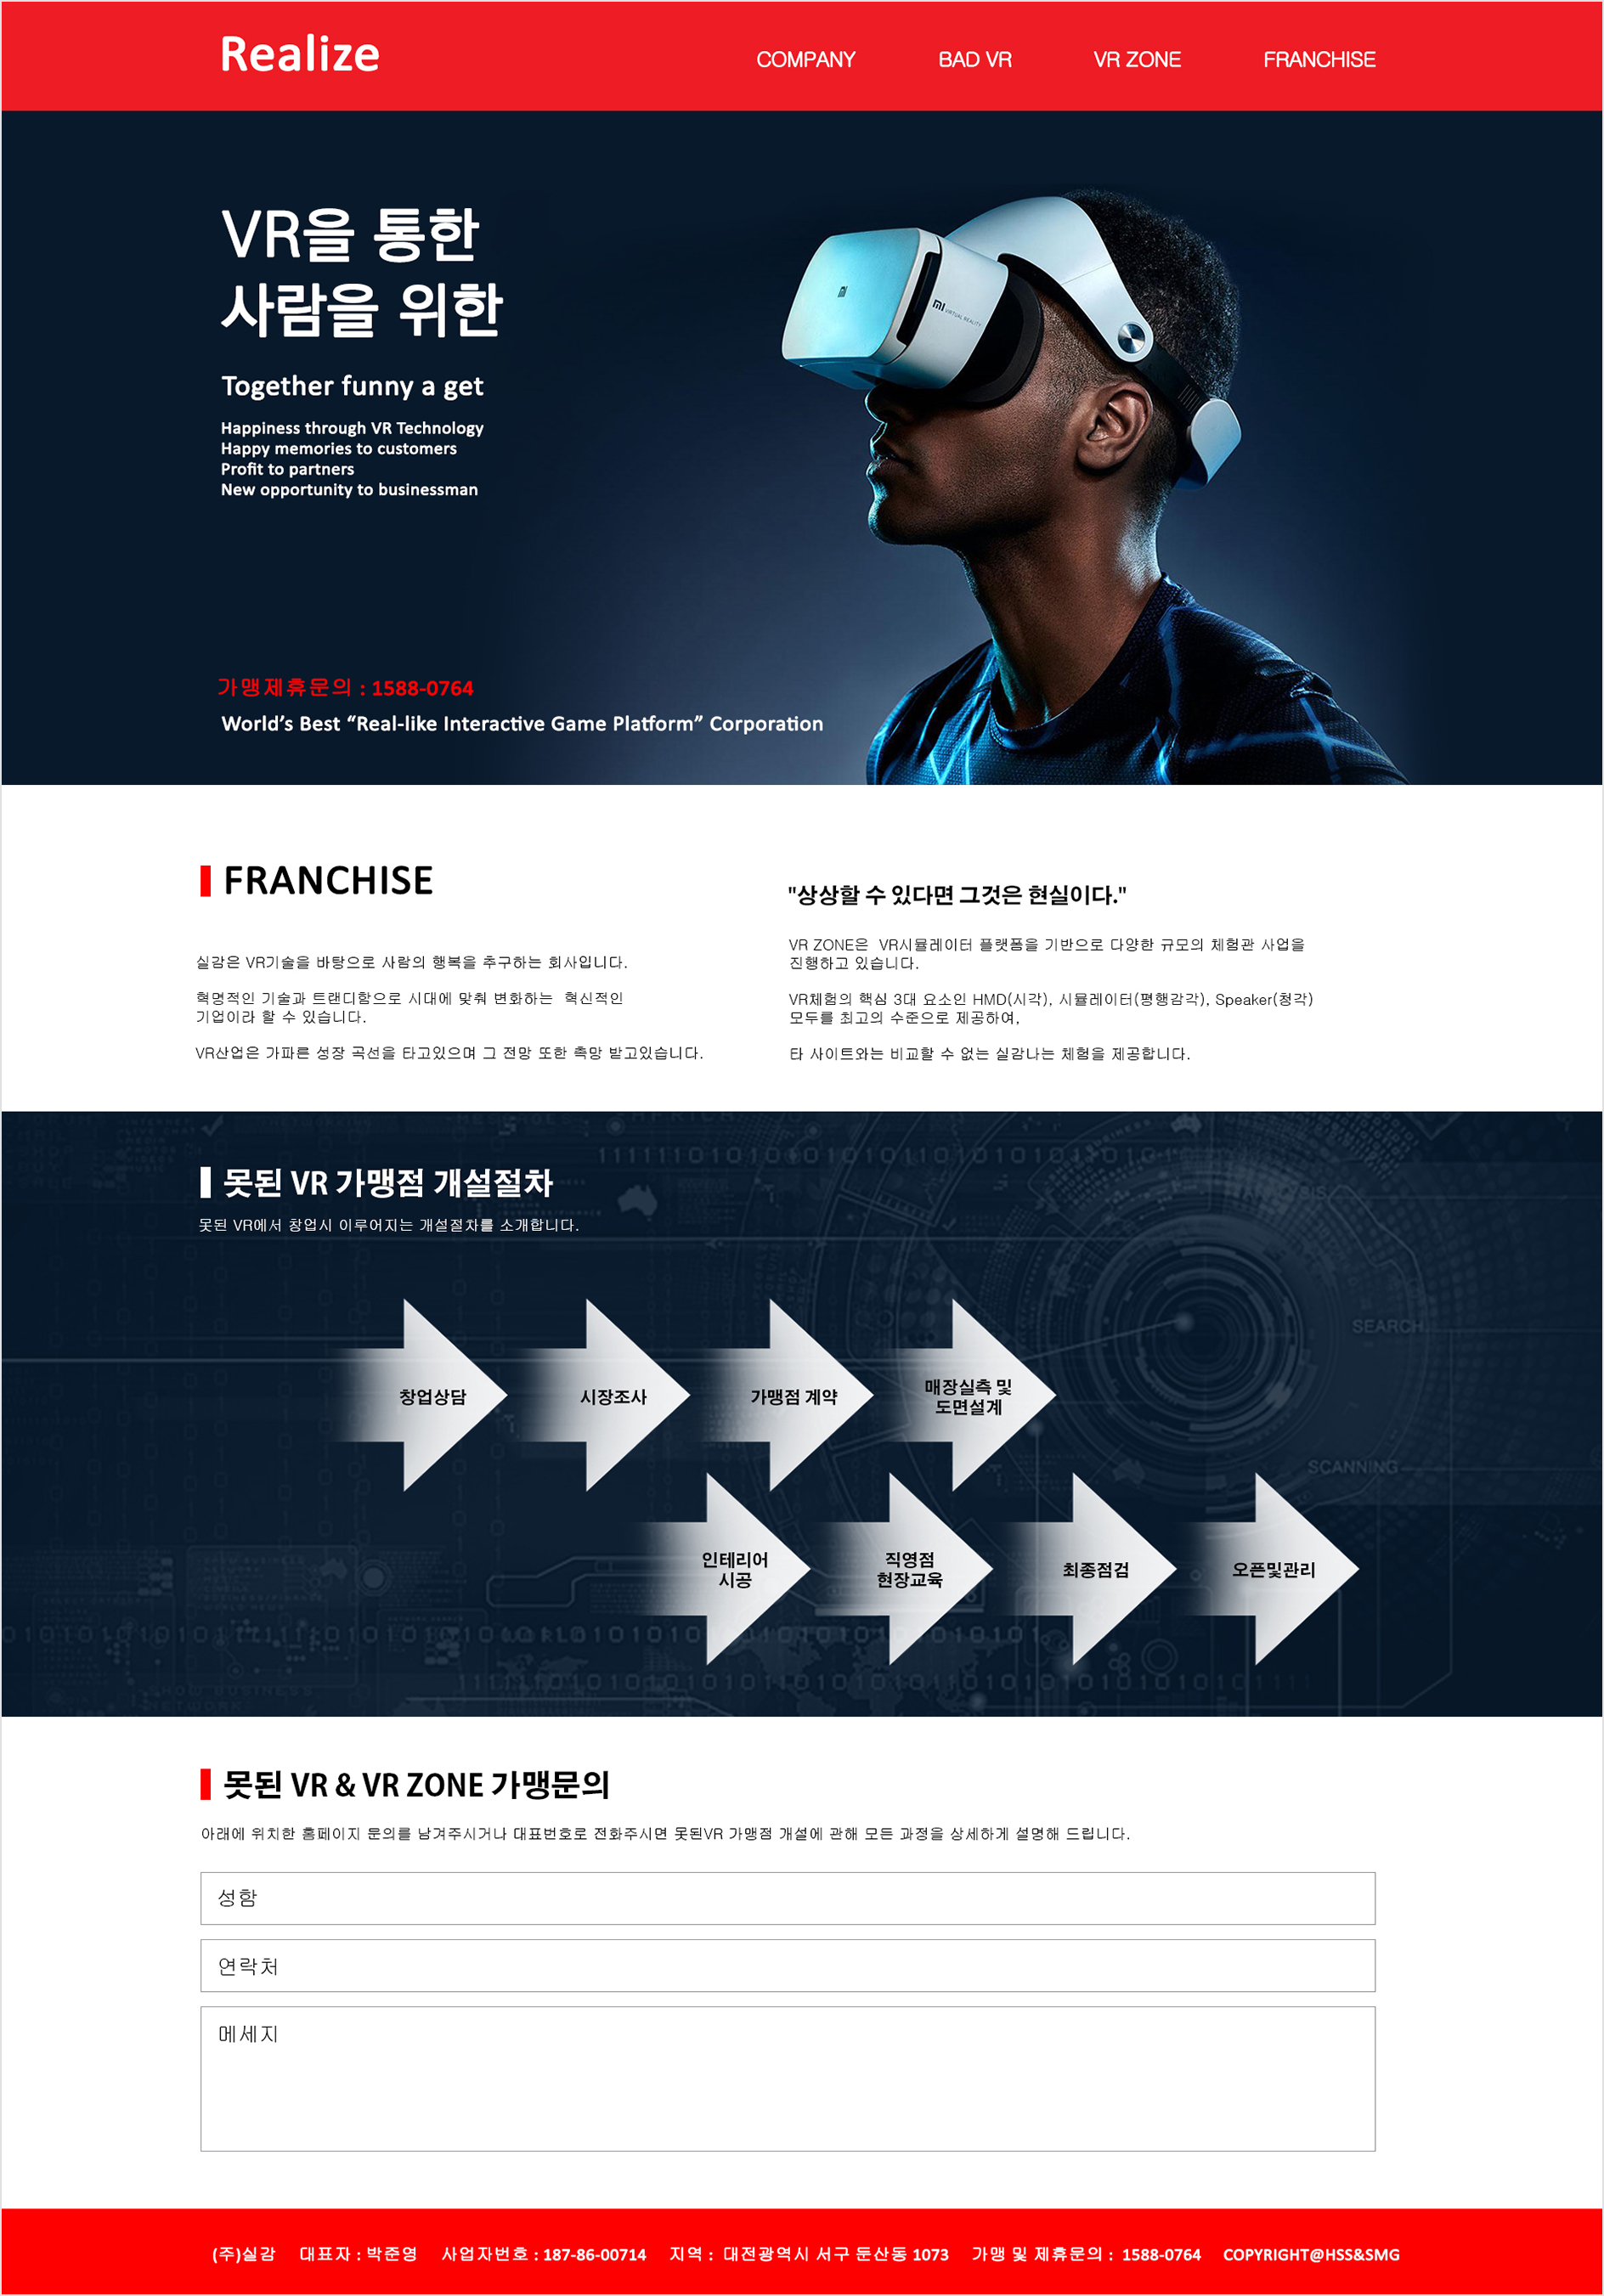 Realize
COMPANY
BAD VR
VR ZONE
FRANCHISE
VR을 통한
사람을 위한
Together funny a get
Happiness through VR Technology
Happy memories to customers
Profit to partners
New opportunity to businessman
mi VIRTUAL REALITY
가맹제휴문의 : 1588-0764
World’s Best “Real-like Interactive Game Platform” Corporation
FRANCHISE
실감은 VR기술을 바탕으로 사람의 행복을 추구하는 회사입니다.
혁명적인 기술과 트랜디함으로 시대에 맞춰 변화하는 혁신적인
기업이라 할 수 있습니다.
VR산업은 가파른 성장 곡선을 타고있으며 그 전망 또한 촉망 받고있습니다.
"상상할 수 있다면 그것은 현실이다."
VR ZONE은 VR시뮬레이터 플랫폼을 기반으로 다양한 규모의 체험관 사업을
진행하고 있습니다.
VR체험의 핵심 3대 요소인 HMD(시각), 시뮬레이터(평행감각), Speaker(청각)
모두를 최고의 수준으로 제공하여,
타 사이트와는 비교할 수 없는 실감나는 체험을 제공합니다.
못된 VR 가맹점 개설절차
못된 VR에서 창업시 이루어지는 개설절차를 소개합니다.
창업상담
시장조사
가맹점 계약
매장실측 및
도면설계
SEARCH
SCANNING
인테리어
시공
직영점
현장교육
최종점검
오픈및관리
못된 VR & VR ZONE 가맹문의
아래에 위치한 홈페이지 문의를 남겨주시거나 대표번호로 전화주시면 못된VR 가맹점 개설에 관해 모든 과정을 상세하게 설명해 드립니다.
성함
연락처
메세지
(주)실감 대표자 : 박준영 사업자번호 : 187-86-00714 지역 : 대전광역시 서구 둔산동 1073 가맹 및 제휴문의 : 1588-0764 COPYRIGHT@HSS&SMG